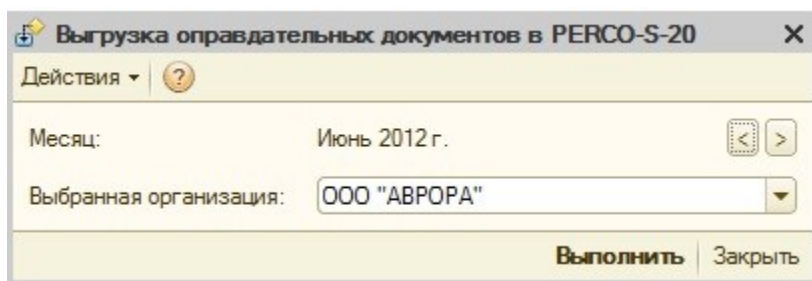 Выгрузка оправдательных документов в PERCO-S-20
Действия ?
Месяц: Июнь 2012 г. < >
Выбранная организация: ООО "АВРОРА"
Выполнить Закрыть